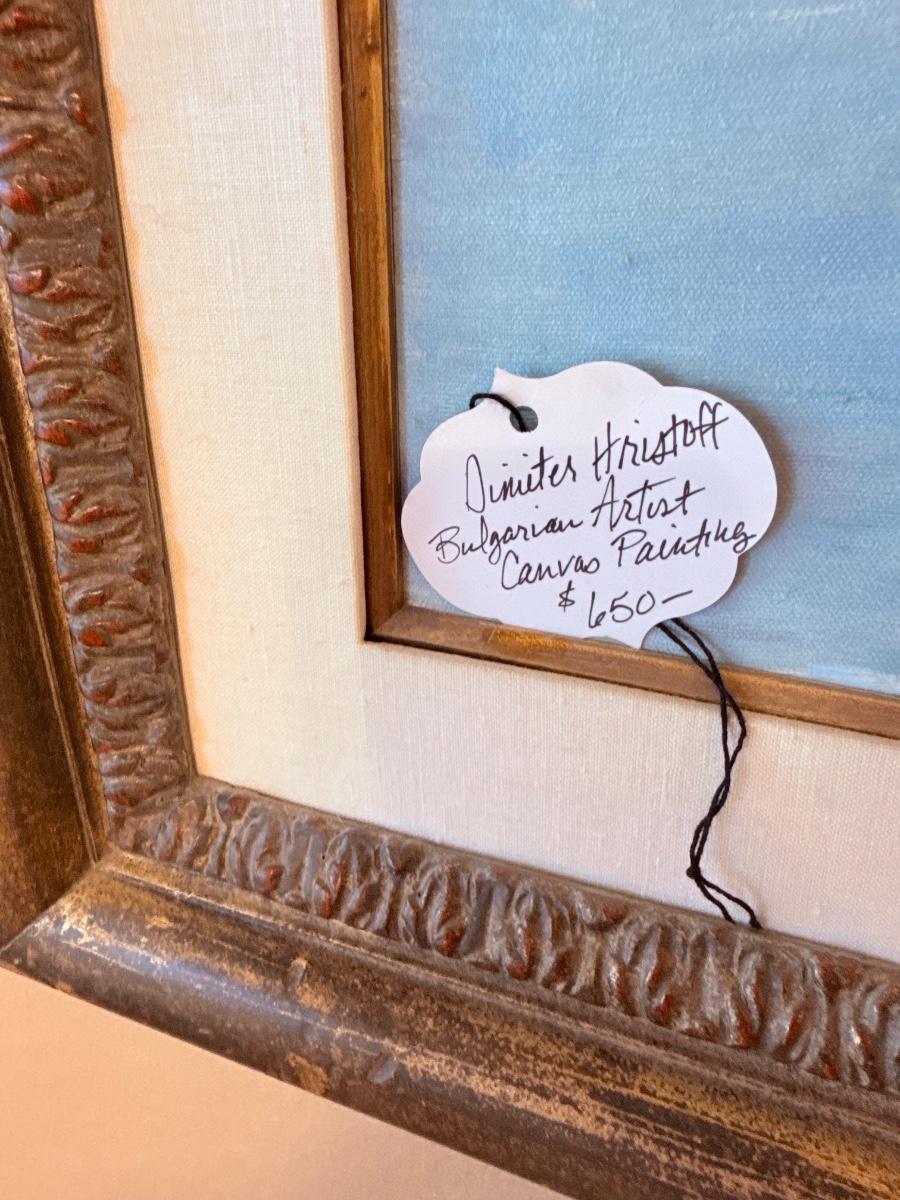 Dimiter Hristoff
Bulgarian Artist
Canvas Painting
$ 650—